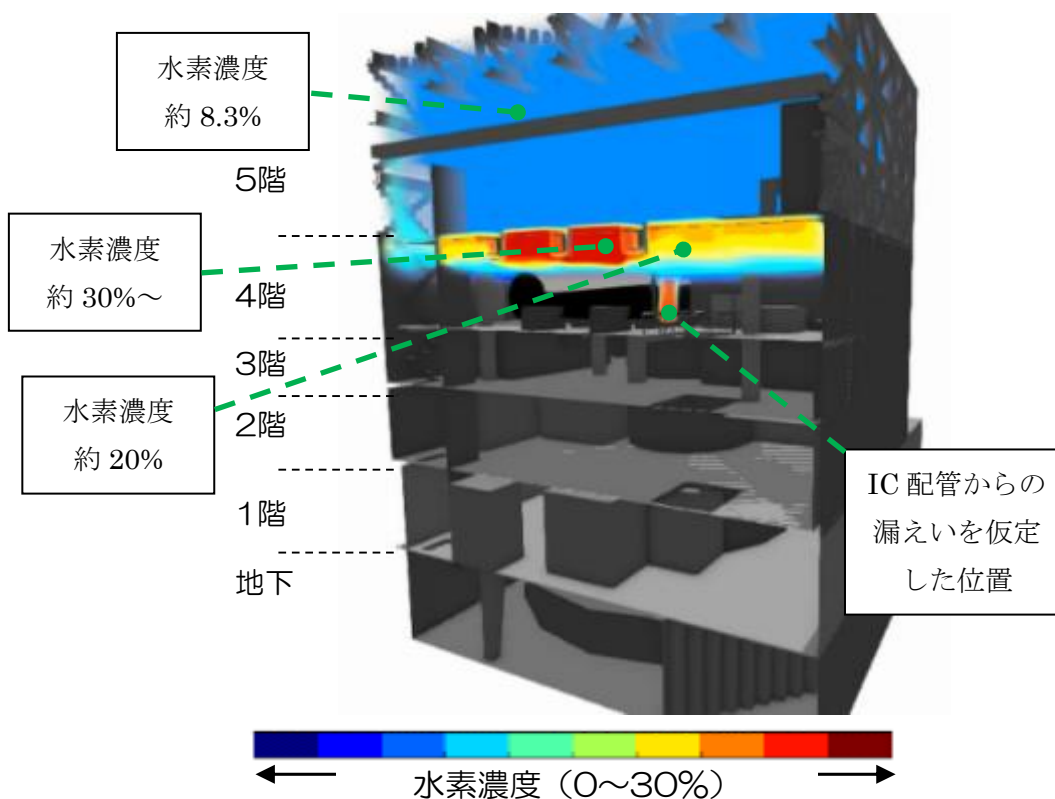 水素濃度
約 8.3%
5階
水素濃度
約 30%～
4階
3階
水素濃度
約 20%
2階
IC 配管からの
漏えいを仮定
した位置
1階
地下
水素濃度（0～30%）